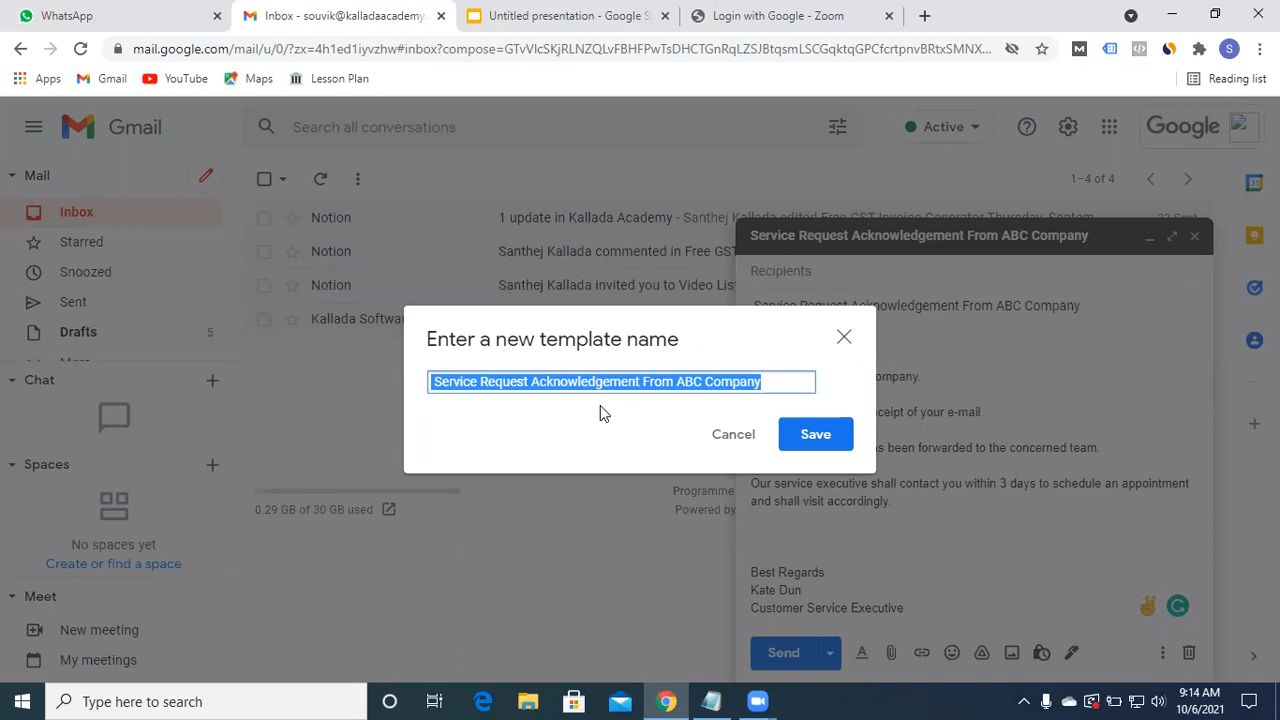 WhatsApp
Inbox - souvik@kalladaacademy.
Untitled presentation - Google S
Login with Google - Zoom
mail.google.com/mail/u/0/?zx=4h1ed1iyvzhw#inbox?compose=
Apps
Gmail
YouTube
Maps
Lesson Plan
Reading list
Gmail
Search all conversations
Active
Google
Mail
1–4 of 4
Inbox
Notion
1 update in Kallada Academy - Santhej Kallada edited Free GST Invoice Generator Thursday, Septem
Starred
Notion
Santhej Kallada commented in Free GST
Snoozed
Notion
Santhej Kallada invited you to Video List
Sent
Kallada Softwa
Drafts
5
Service Request Acknowledgement From ABC Company
Recipients
Service Request Acknowledgement From ABC Company
Enter a new template name
Service Request Acknowledgement From ABC Company
Cancel
Save
company.
eceipt of your e-mail.
as been forwarded to the concerned team.
Our service executive shall contact you within 3 days to schedule an appointment
and shall visit accordingly.
Best Regards
Kate Dun
Customer Service Executive
Send
Chat
Spaces
No spaces yet
Create or find a space
0.29 GB of 30 GB used
Programme
Powered by
Meet
New meeting
My meetings
Type here to search
9:14 AM
10/6/2021
S